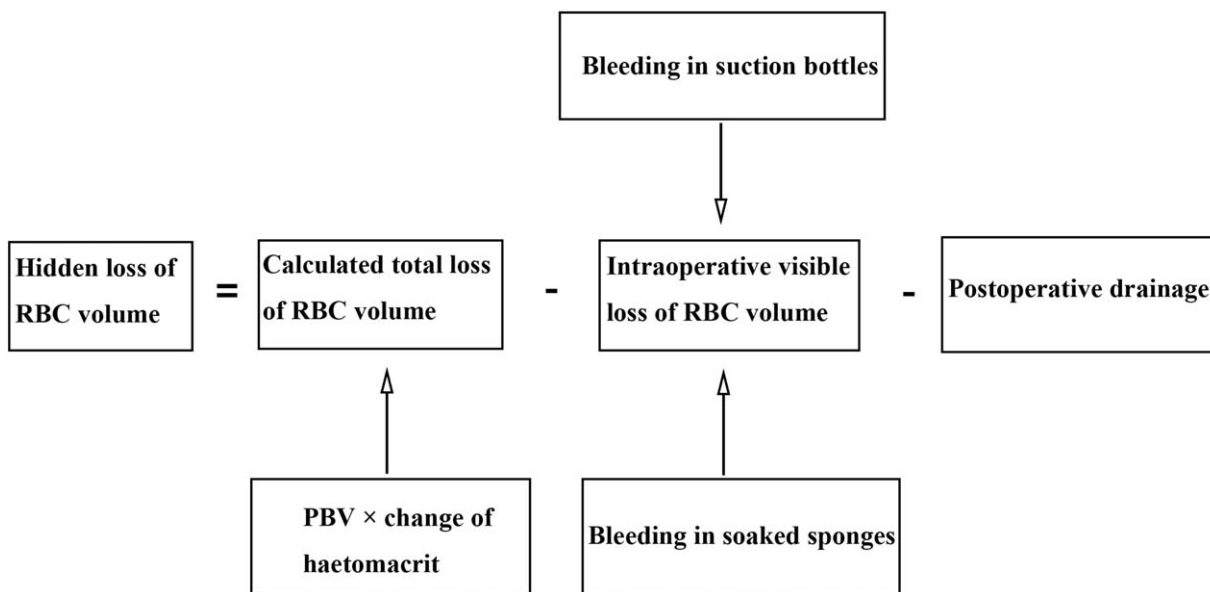 Bleeding in suction bottles
Hidden loss of
RBC volume
=
Calculated total loss
of RBC volume
-
Intraoperative visible
loss of RBC volume
-
Postoperative drainage
PBV × change of
haetomacrit
Bleeding in soaked sponges